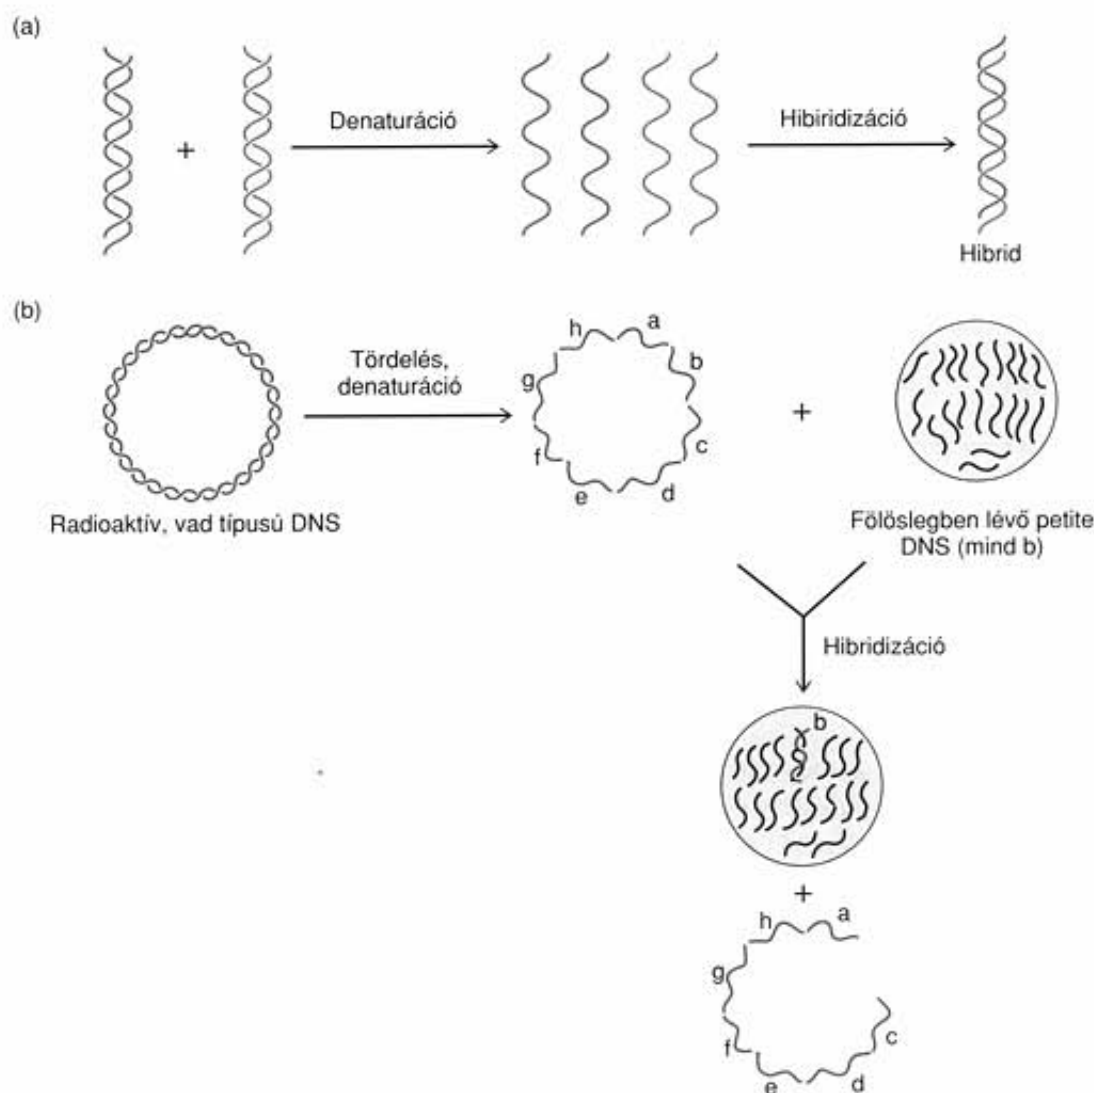 (a)
+
Denaturáció
Hibiridizáció
Hibrid
(b)
h
a
b
c
d
e
f
g
Tördelés,
denaturáció
+
Radioaktív, vad típusú DNS
Fölöslegben lévő petite
DNS (mind b)
Hibridizáció
b
+
h
a
g
c
f
e
d